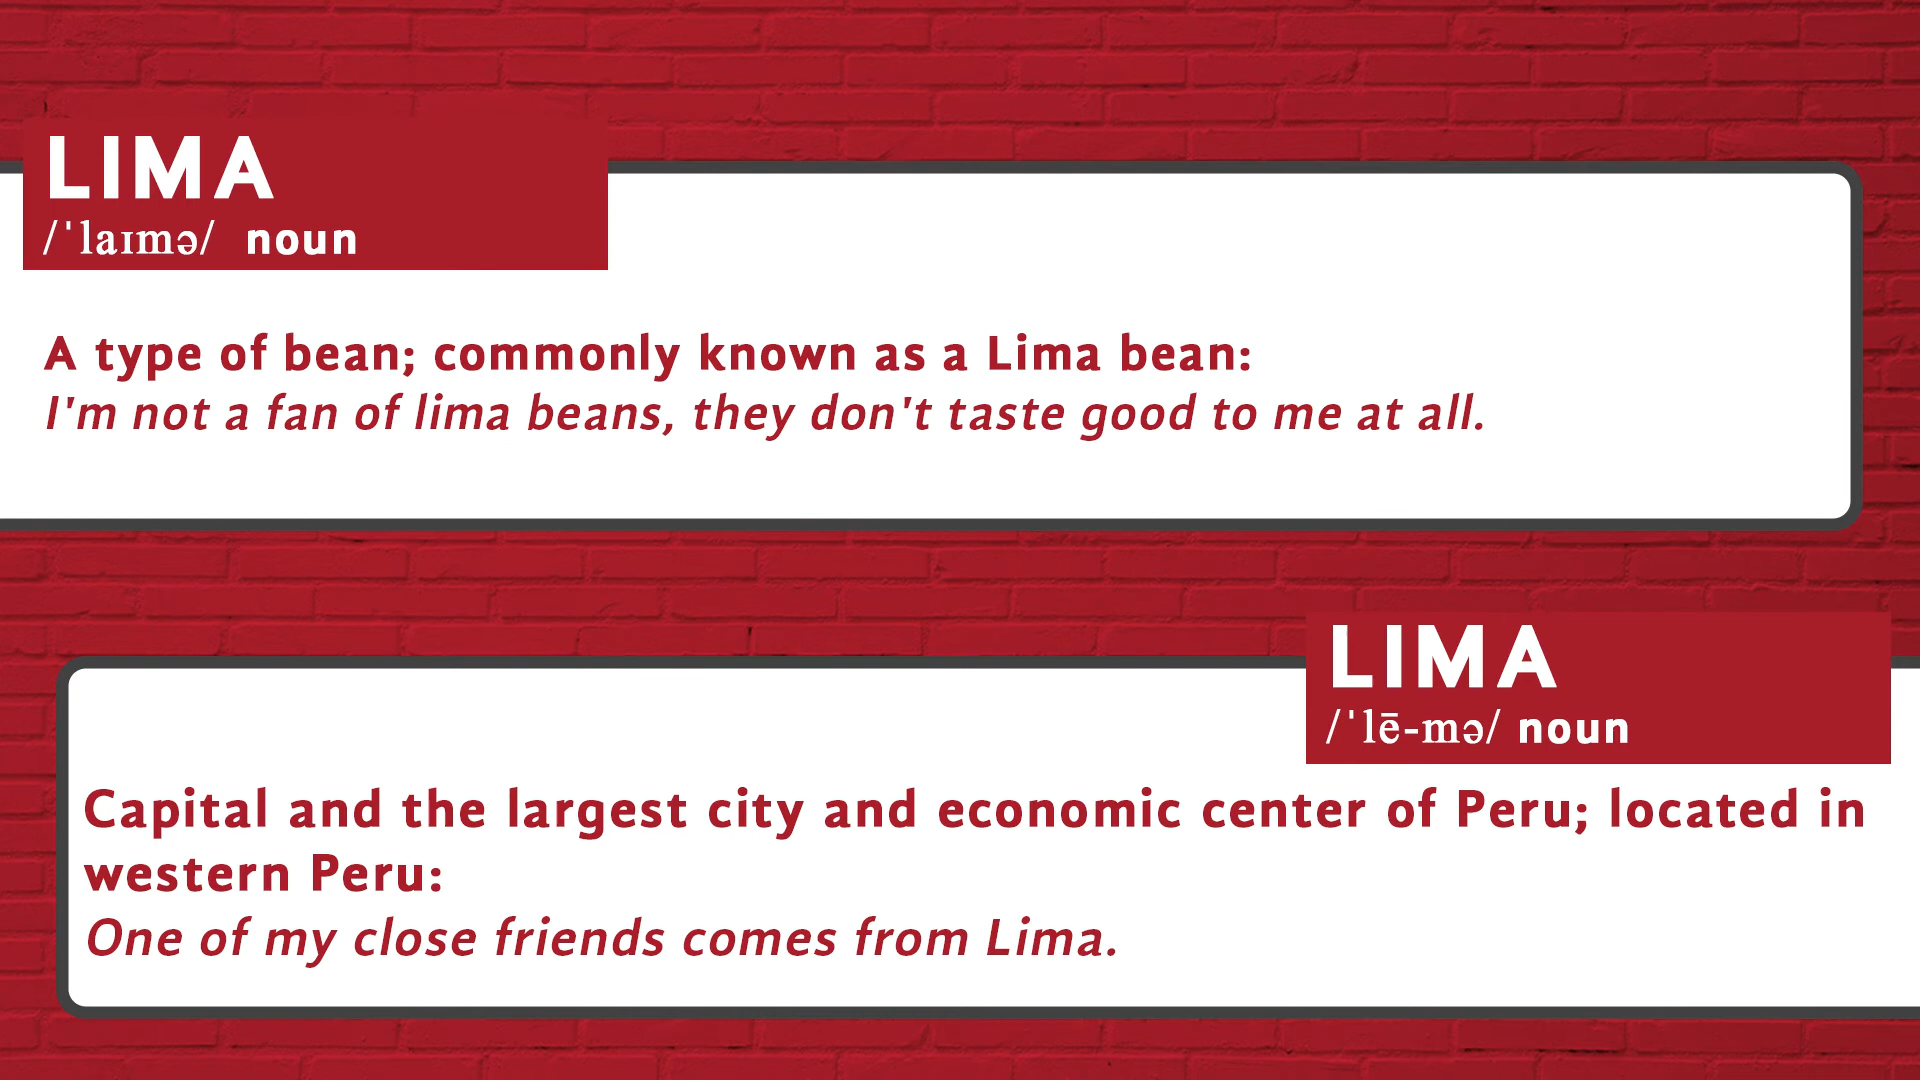 LIMA
/ˈlaɪmə/ noun
A type of bean; commonly known as a Lima bean:
I'm not a fan of lima beans, they don't taste good to me at all.
LIMA
/ˈlē-mə/ noun
Capital and the largest city and economic center of Peru; located in
western Peru:
One of my close friends comes from Lima.